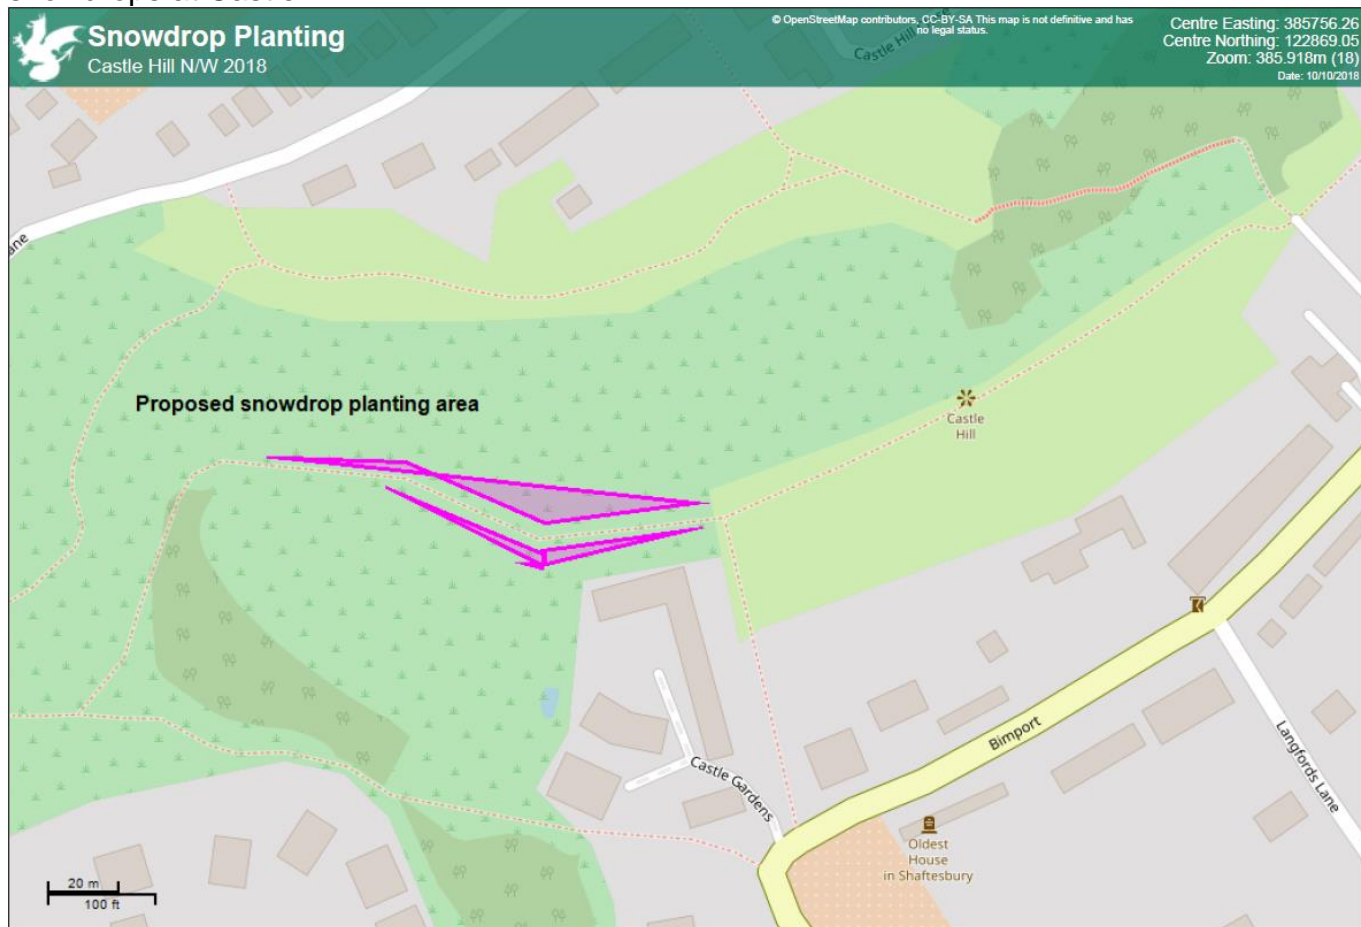 Snowdrop Planting
Castle Hill N/W 2018
© OpenStreetMap contributors, CC-BY-SA This map is not definitive and has
no legal status.
Centre Easting: 385756.26
Centre Northing: 122869.05
Zoom: 385.918m (18)
Date: 10/10/2018
Castle Hill
ane
Proposed snowdrop planting area
Castle
Hill
Bimport
Langfords Lane
Castle Gardens
Oldest
House
in Shaftesbury
20 m
100 ft